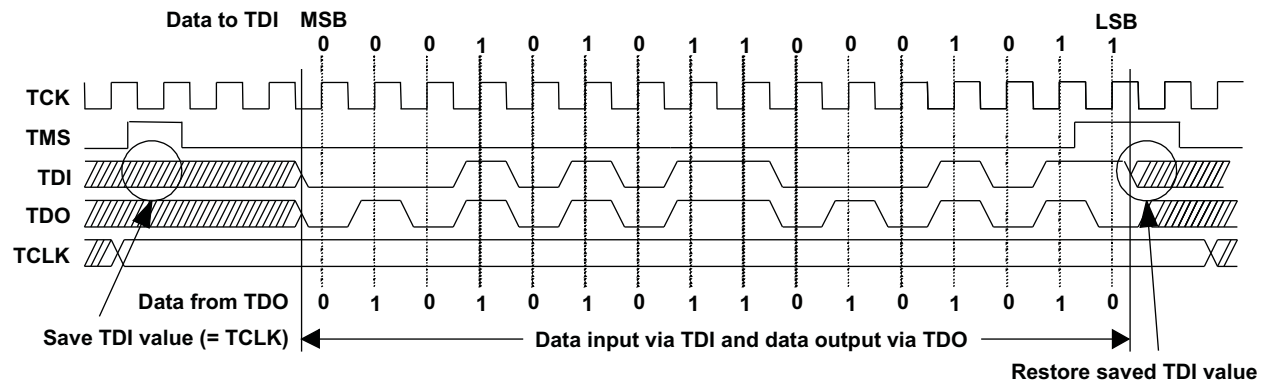 Data to TDI MSB LSB
0 0 0 1 0 1 0 1 1 0 0 0 1 0 1 1
TCK
TMS
TDI
TDO
TCLK
Data from TDO 0 1 0 1 0 1 0 1 1 0 1 0 1 0 1 0
Save TDI value (= TCLK) Data input via TDI and data output via TDO
Restore saved TDI value